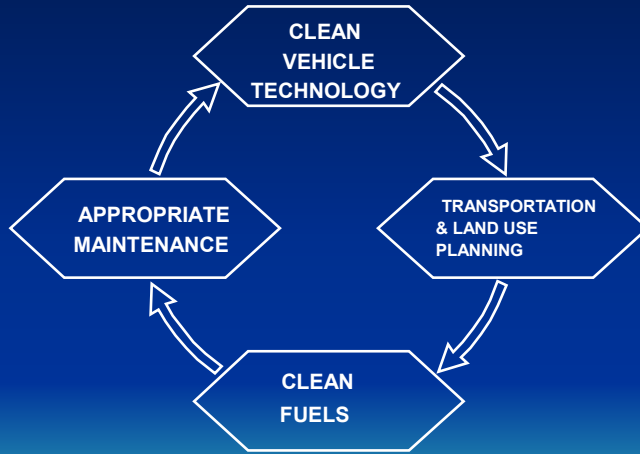 CLEAN
VEHICLE
TECHNOLOGY
APPROPRIATE
MAINTENANCE
TRANSPORTATION
& LAND USE
PLANNING
CLEAN
FUELS